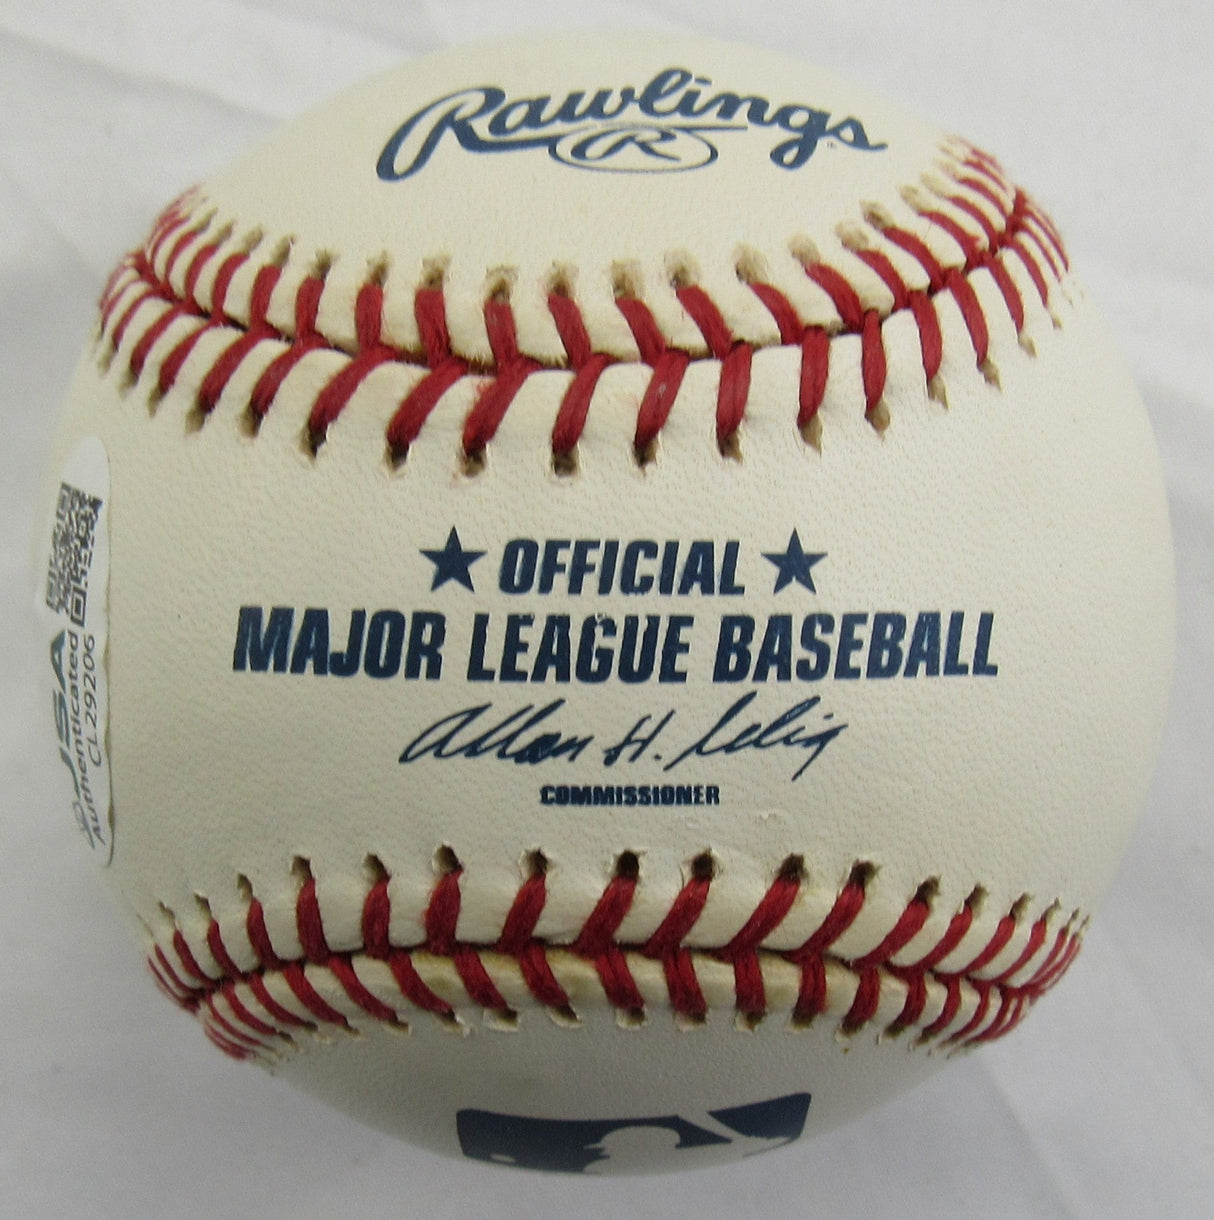 Rawlings
R
★ OFFICIAL ★
MAJOR LEAGUE BASEBALL
Allan H. Selig
COMMISSIONER
JSA
Authenticated
CL29206